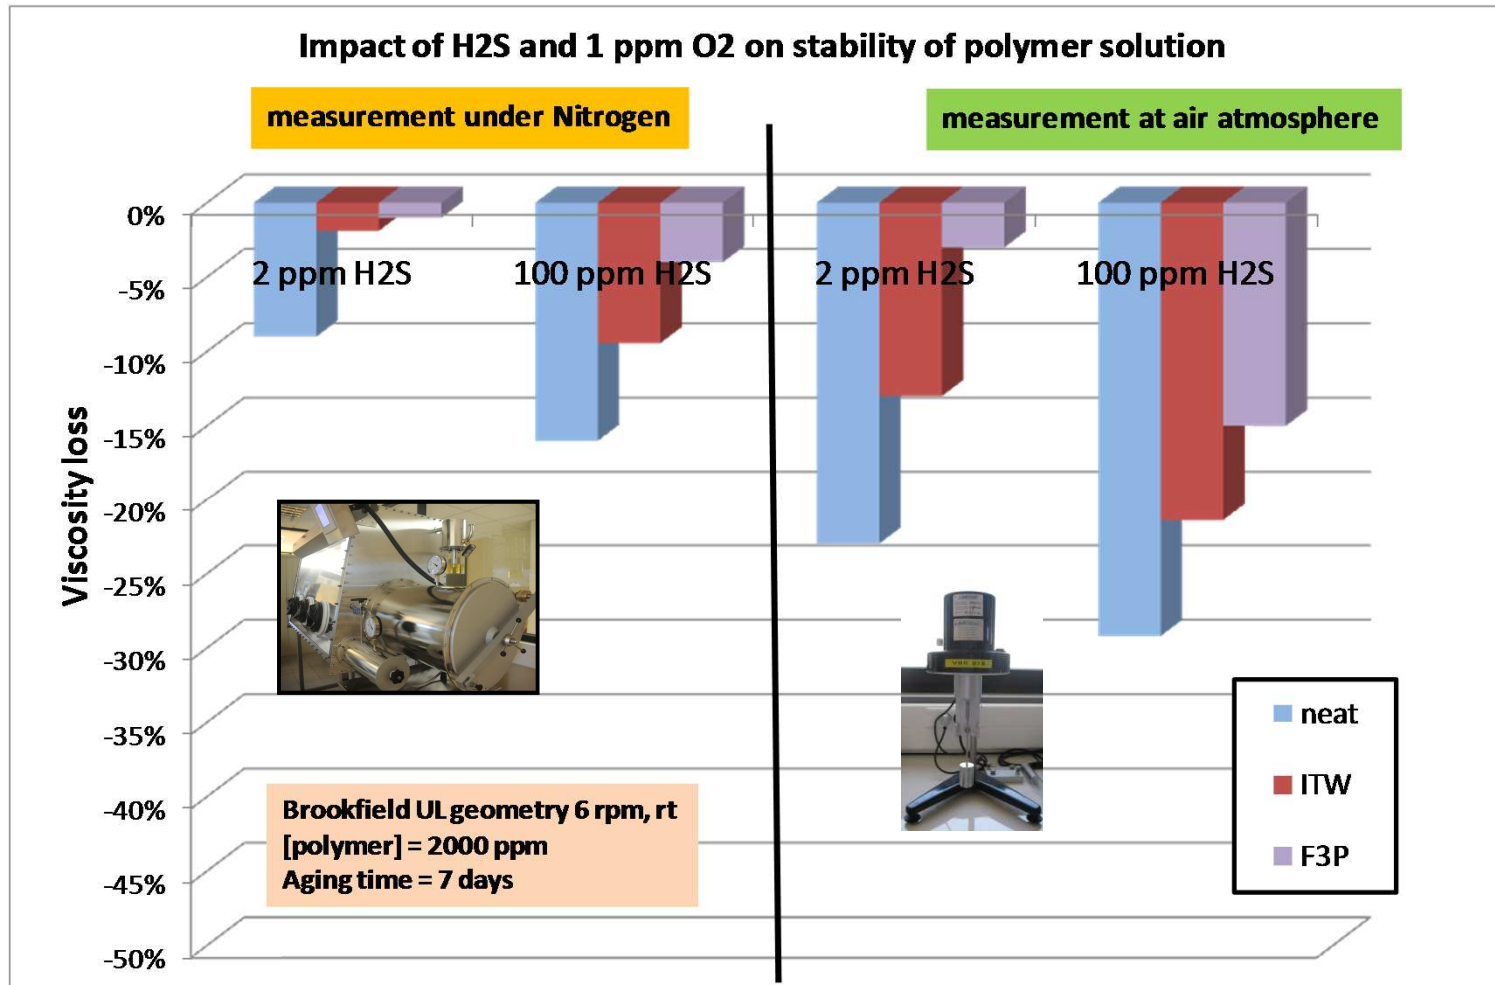 Impact of H2S and 1 ppm O2 on stability of polymer solution
measurement under Nitrogen
measurement at air atmosphere
0%
-5%
-10%
-15%
-20%
-25%
-30%
-35%
-40%
-45%
-50%
Viscosity loss
2 ppm H2S
100 ppm H2S
2 ppm H2S
100 ppm H2S
Brookfield UL geometry 6 rpm, rt
[polymer] = 2000 ppm
Aging time = 7 days
neat
ITW
F3P